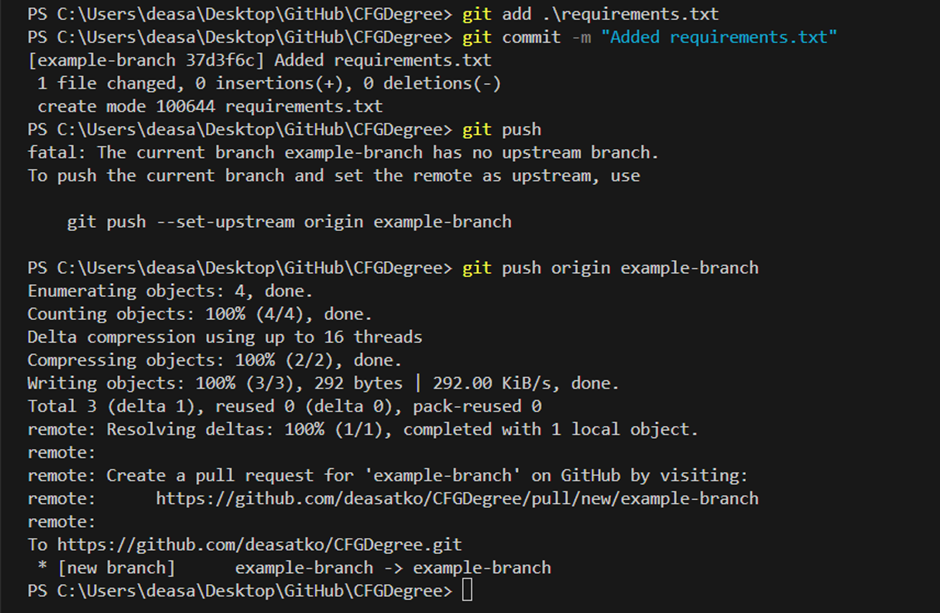 PS C:\Users\deasa\Desktop\GitHub\CFGDegree> git add .\requirements.txt
PS C:\Users\deasa\Desktop\GitHub\CFGDegree> git commit -m "Added requirements.txt"
[example-branch 37d3f6c] Added requirements.txt
 1 file changed, 0 insertions(+), 0 deletions(-)
 create mode 100644 requirements.txt
PS C:\Users\deasa\Desktop\GitHub\CFGDegree> git push
fatal: The current branch example-branch has no upstream branch.
To push the current branch and set the remote as upstream, use

    git push --set-upstream origin example-branch

PS C:\Users\deasa\Desktop\GitHub\CFGDegree> git push origin example-branch
Enumerating objects: 4, done.
Counting objects: 100% (4/4), done.
Delta compression using up to 16 threads
Compressing objects: 100% (2/2), done.
Writing objects: 100% (3/3), 292 bytes | 292.00 KiB/s, done.
Total 3 (delta 1), reused 0 (delta 0), pack-reused 0
remote: Resolving deltas: 100% (1/1), completed with 1 local object.
remote:
remote: Create a pull request for 'example-branch' on GitHub by visiting:
remote:      https://github.com/deasatko/CFGDegree/pull/new/example-branch
remote:
To https://github.com/deasatko/CFGDegree.git
 * [new branch]      example-branch -> example-branch
PS C:\Users\deasa\Desktop\GitHub\CFGDegree>